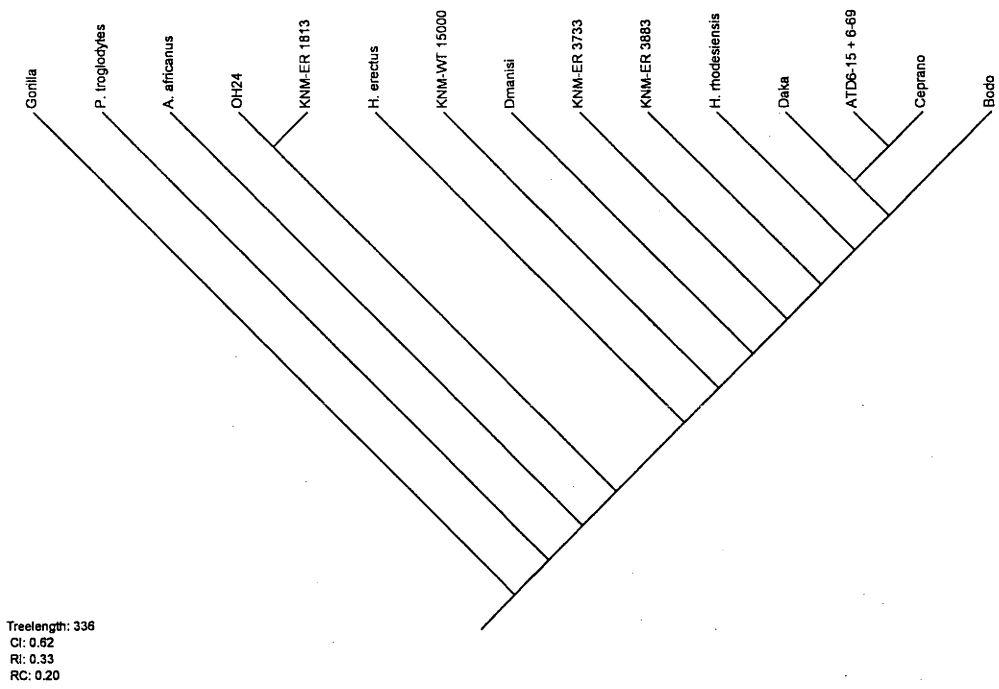 Gorilla
P. troglodytes
A. africanus
OH24
KNM-ER 1813
H. erectus
KNM-WT 15000
Dmanisi
KNM-ER 3733
KNM-ER 3883
H. rhodesiensis
Daka
ATD6-15 + 6-69
Ceprano
Bodo
Treelength: 336
CI: 0.62
RI: 0.33
RC: 0.20